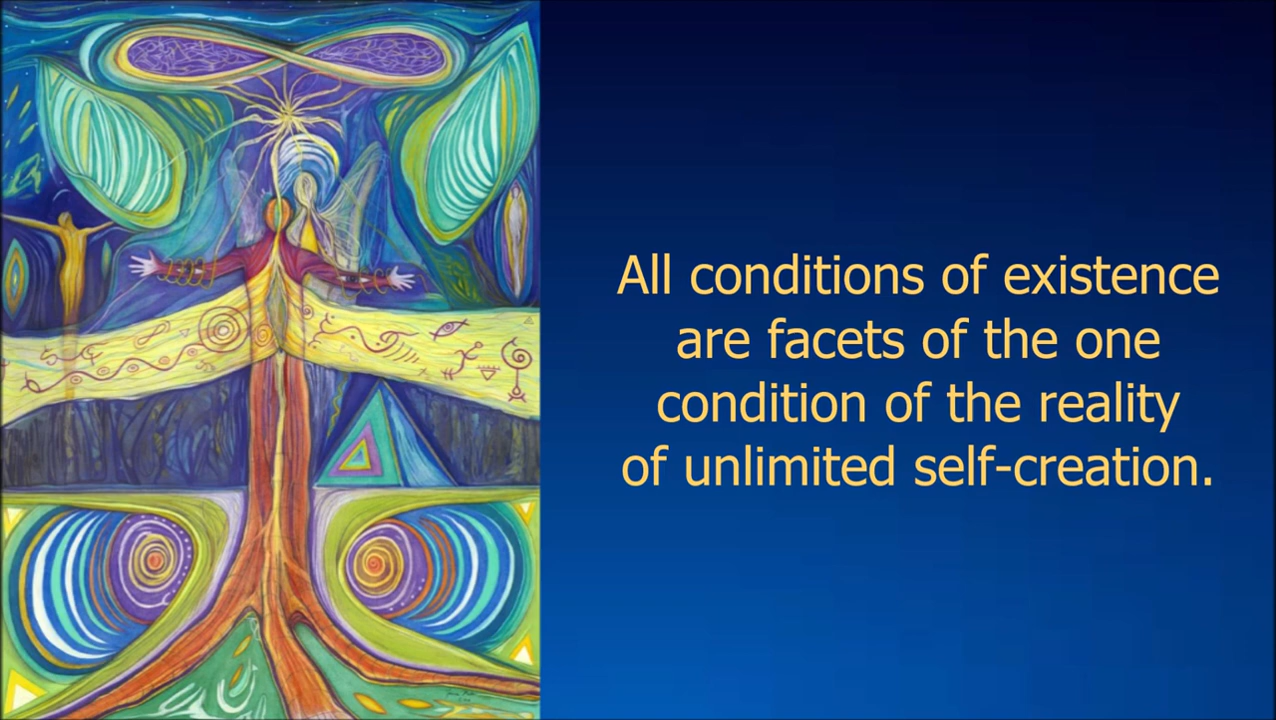 All conditions of existence
are facets of the one
condition of the reality
of unlimited self-creation.